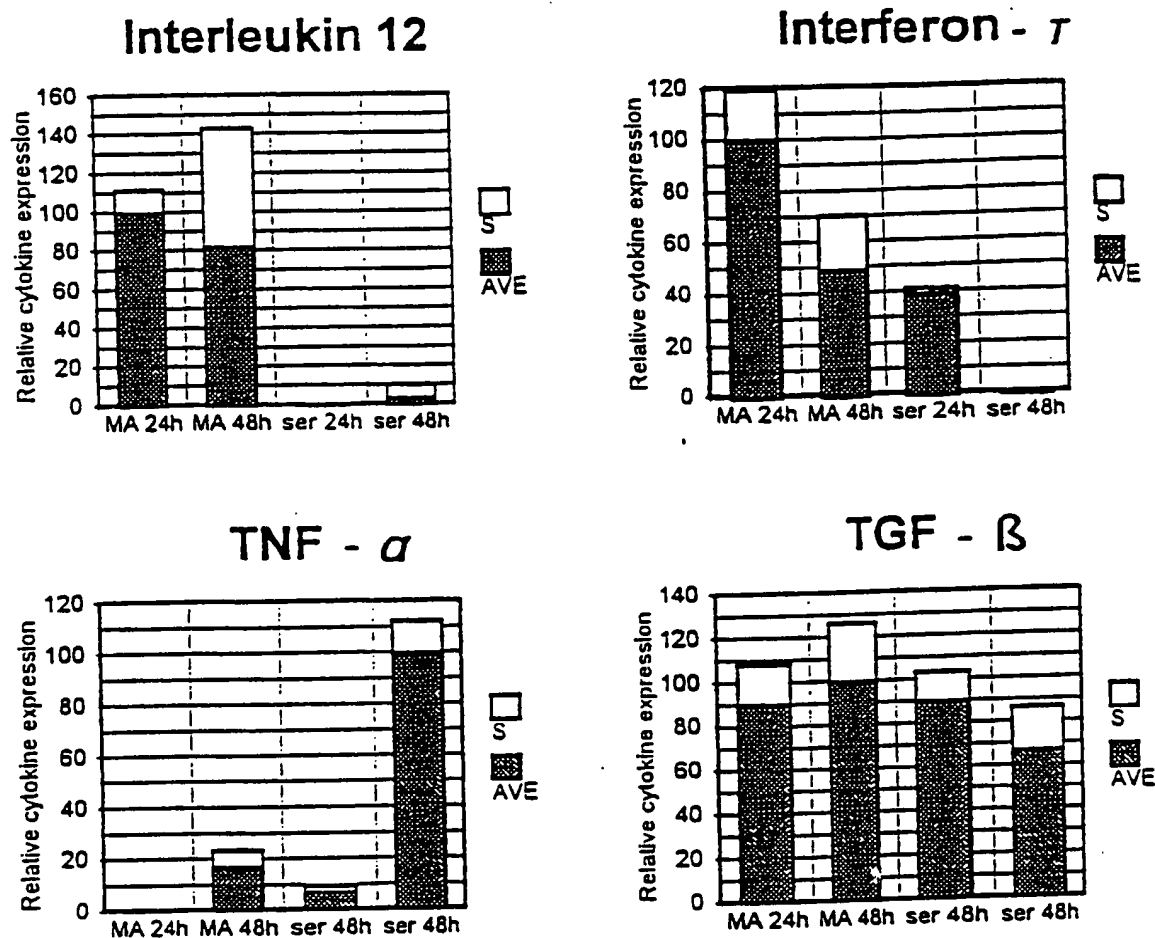 Interleukin 12
Relative cytokine expression
160
140
120
100
80
60
40
20
0
MA 24h MA 48h ser 24h ser 48h
S
AVE
Interferon - τ
Relative cytokine expression
120
100
80
60
40
20
0
MA 24h MA 48h ser 24h ser 48h
S
AVE
TNF - α
Relative cytokine expression
120
100
80
60
40
20
0
MA 24h MA 48h ser 24h ser 48h
S
AVE
TGF - ß
Relative cytokine expression
140
120
100
80
60
40
20
0
MA 24h MA 48h ser 24h ser 48h
S
AVE